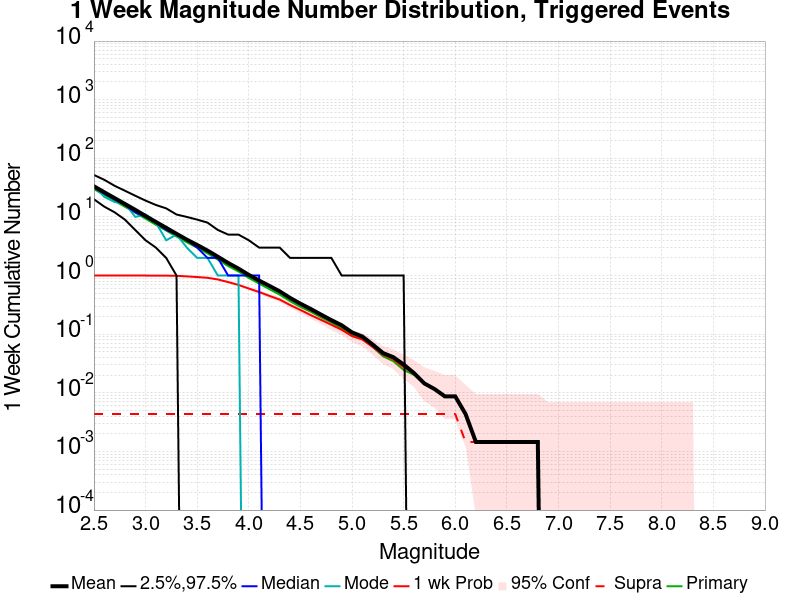 1 Week Magnitude Number Distribution, Triggered Events
1 Week Cumulative Number
10 4
10 3
10 2
10 1
10 0
10 -1
10 -2
10 -3
10 -4
2.5 3.0 3.5 4.0 4.5 5.0 5.5 6.0 6.5 7.0 7.5 8.0 8.5 9.0
Magnitude
Mean 2.5%,97.5% Median Mode 1 wk Prob 95% Conf Supra Primary